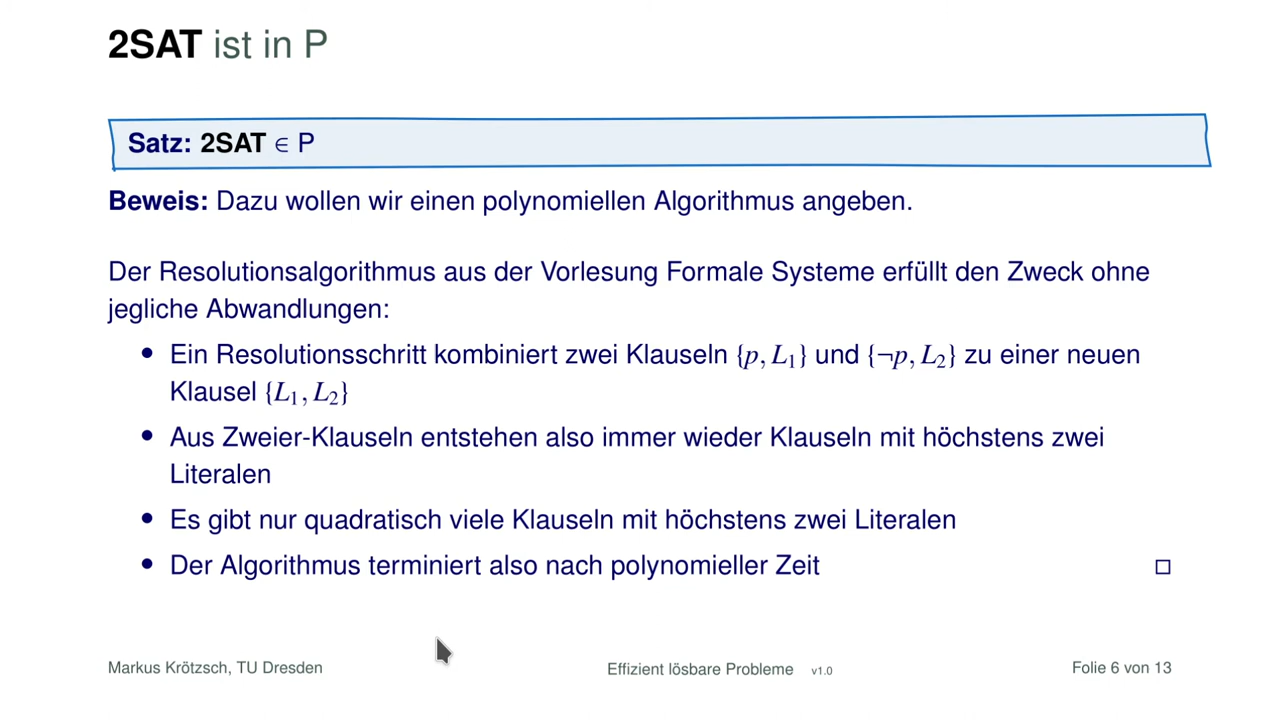 2SAT ist in P
Satz: 2SAT ∈ P
Beweis: Dazu wollen wir einen polynomiellen Algorithmus angeben.
Der Resolutionsalgorithmus aus der Vorlesung Formale Systeme erfüllt den Zweck ohne
jegliche Abwandlungen:
• Ein Resolutionsschritt kombiniert zwei Klauseln {p, L₁} und {¬p, L₂} zu einer neuen
Klausel {L₁, L₂}
• Aus Zweier-Klauseln entstehen also immer wieder Klauseln mit höchstens zwei
Literalen
• Es gibt nur quadratisch viele Klauseln mit höchstens zwei Literalen
• Der Algorithmus terminiert also nach polynomieller Zeit □
Markus Krötzsch, TU Dresden Effizient lösbare Probleme v1.0 Folie 6 von 13